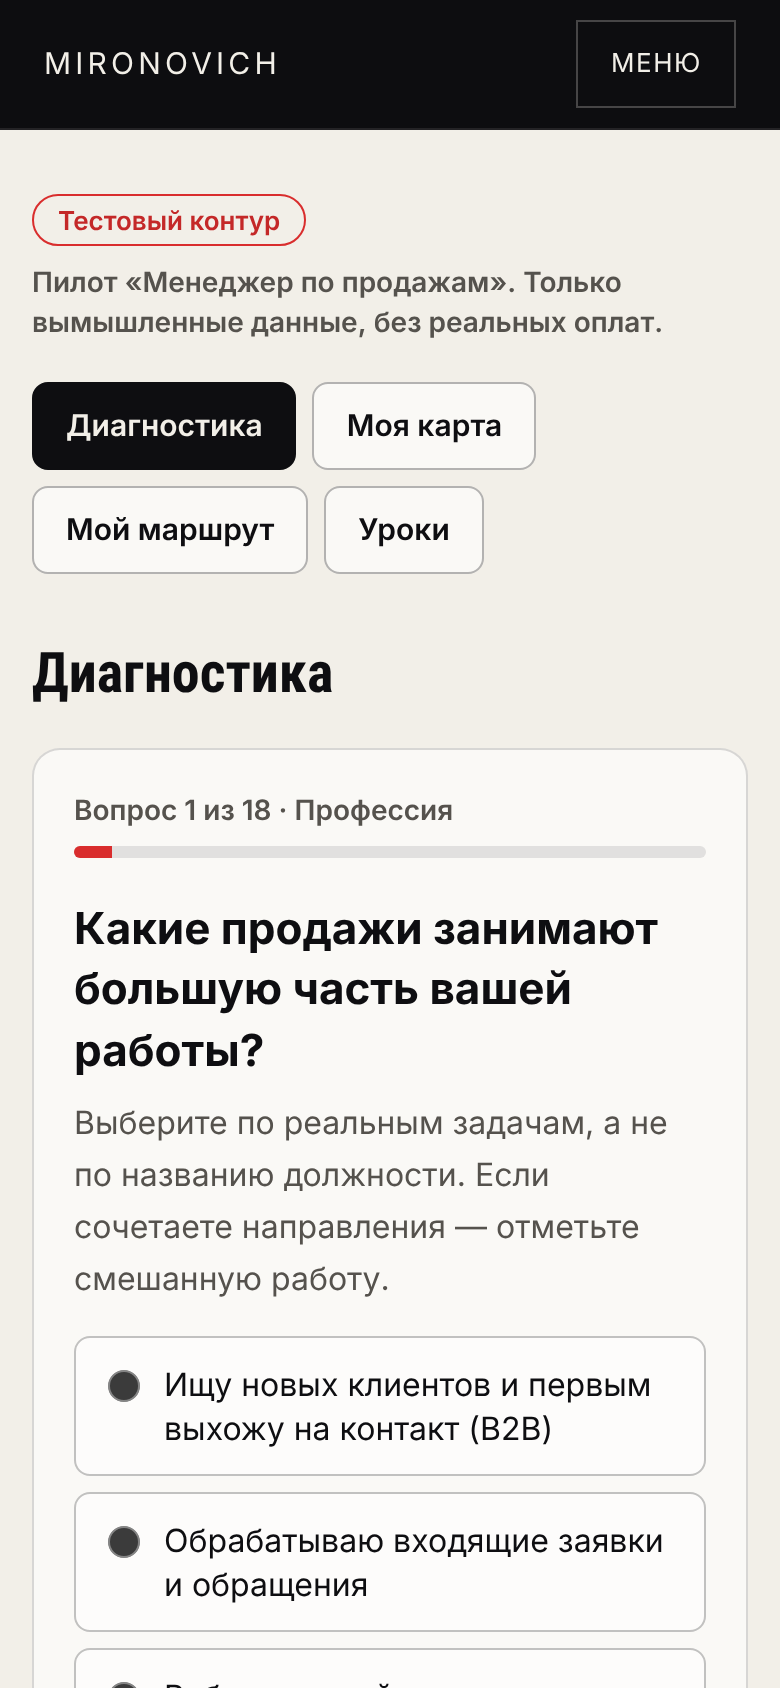 MIRONOVICH
МЕНЮ
Тестовый контур
Пилот «Менеджер по продажам». Только
вымышленные данные, без реальных оплат.
Диагностика
Моя карта
Мой маршрут
Уроки
Диагностика
Вопрос 1 из 18 · Профессия
Какие продажи занимают
большую часть вашей
работы?
Выберите по реальным задачам, а не
по названию должности. Если
сочетаете направления — отметьте
смешанную работу.
Ищу новых клиентов и первым
выхожу на контакт (B2B)
Обрабатываю входящие заявки
и обращения